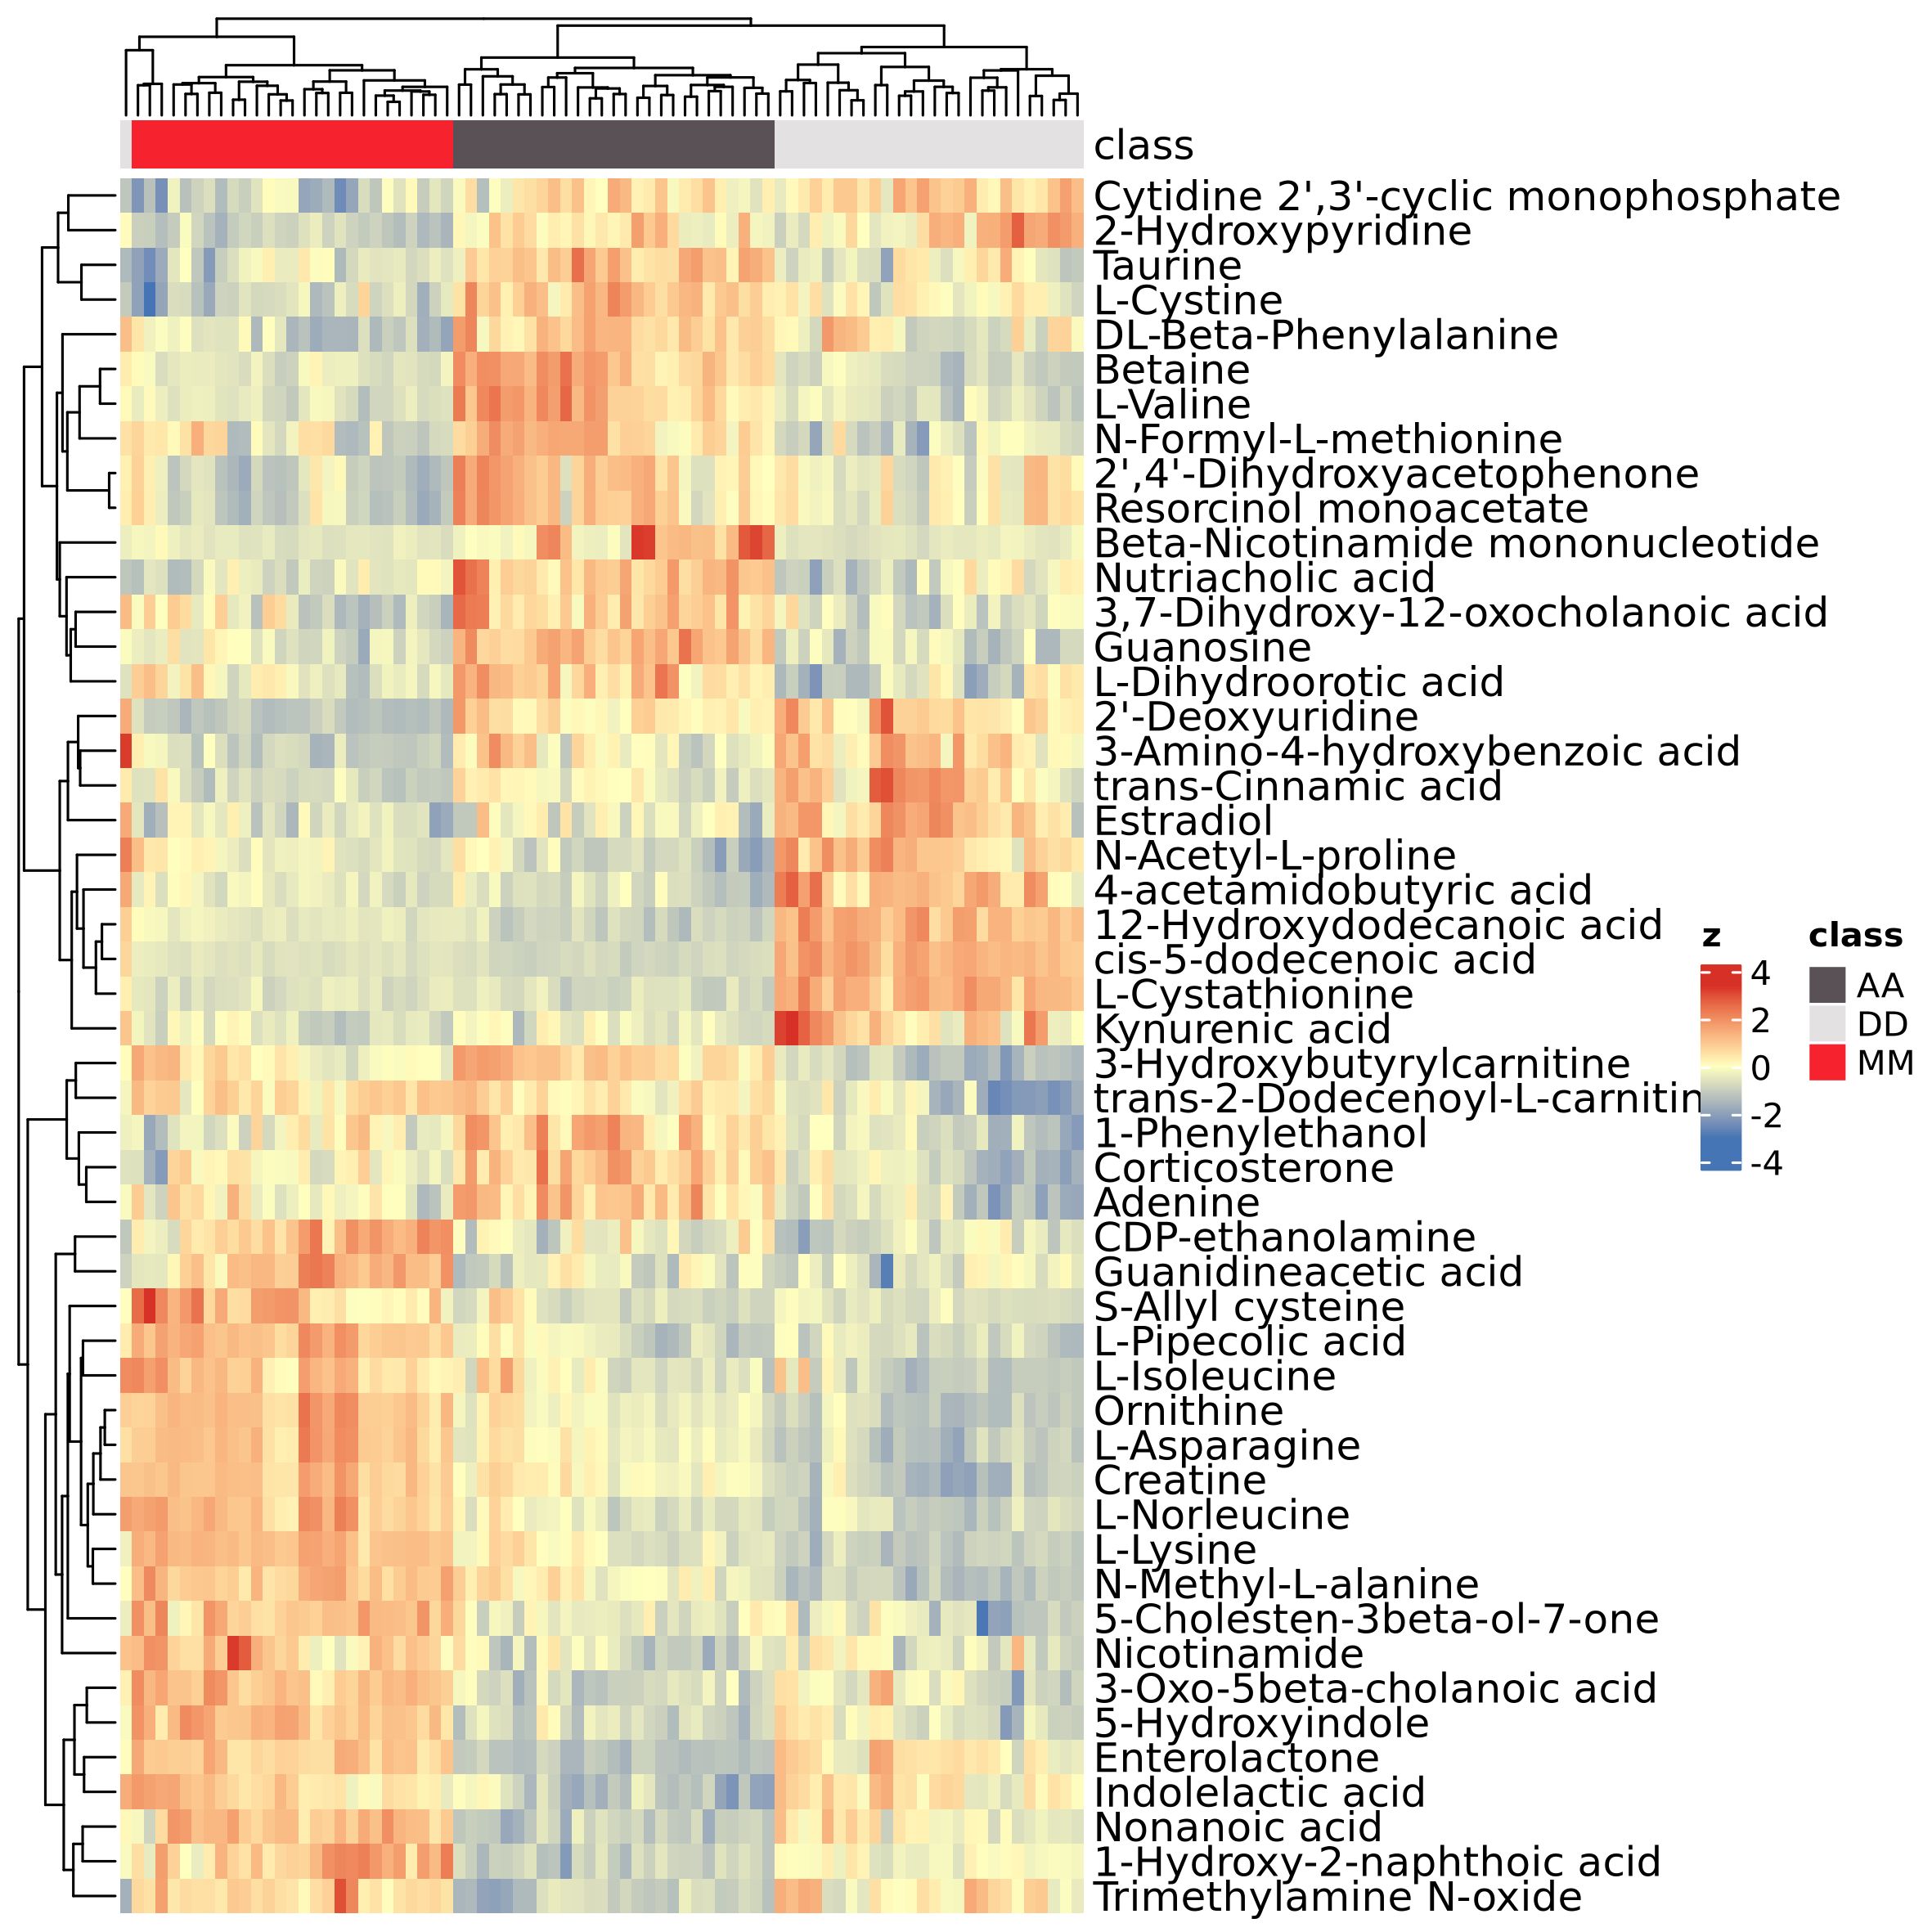 class
Cytidine 2',3'-cyclic monophosphate
2-Hydroxypyridine
Taurine
L-Cystine
DL-Beta-Phenylalanine
Betaine
L-Valine
N-Formyl-L-methionine
2',4'-Dihydroxyacetophenone
Resorcinol monoacetate
Beta-Nicotinamide mononucleotide
Nutriacholic acid
3,7-Dihydroxy-12-oxocholanoic acid
Guanosine
L-Dihydroorotic acid
2'-Deoxyuridine
3-Amino-4-hydroxybenzoic acid
trans-Cinnamic acid
Estradiol
N-Acetyl-L-proline
4-acetamidobutyric acid
12-Hydroxydodecanoic acid
cis-5-dodecenoic acid
L-Cystathionine
Kynurenic acid
3-Hydroxybutyrylcarnitine
trans-2-Dodecenoyl-L-carnitin
1-Phenylethanol
Corticosterone
Adenine
CDP-ethanolamine
Guanidineacetic acid
S-Allyl cysteine
L-Pipecolic acid
L-Isoleucine
Ornithine
L-Asparagine
Creatine
L-Norleucine
L-Lysine
N-Methyl-L-alanine
5-Cholesten-3beta-ol-7-one
Nicotinamide
3-Oxo-5beta-cholanoic acid
5-Hydroxyindole
Enterolactone
Indolelactic acid
Nonanoic acid
1-Hydroxy-2-naphthoic acid
Trimethylamine N-oxide
z
4
2
0
-2
-4
class
AA
DD
MM